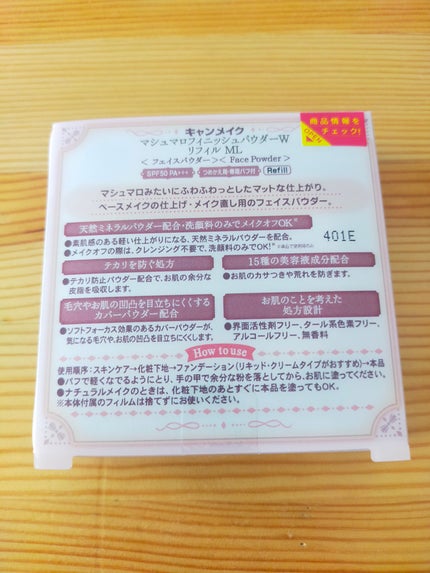 商品情報を
チェック!
OPEN
キャンメイク
マシュマロフィニッシュパウダーW
リフィル ML
<フェイスパウダー> <Face Powder>
SPF50 PA+++ つめかえ用・専用パフ付 Refill
マシュマロみたいにふわふわっとしたマットな仕上がり。
ベースメイクの仕上げ・メイク直し用のフェイスパウダー。
天然ミネラルパウダー配合・洗顔料のみでメイクオフOK*
●素肌感のある軽い仕上がりになる、天然ミネラルパウダーを配合。
●メイクオフの際は、クレンジング不要で、洗顔料のみでOK!*
401E
テカリを防ぐ処方
●テカリ防止パウダー配合で、お肌の余分な
皮脂を吸収します。
15種の美容液成分配合
●お肌のカサつきや荒れを防ぎます。
毛穴やお肌の凹凸を目立ちにくくする
カバーパウダー配合
●ソフトフォーカス効果のあるカバーパウダーが、
気になる毛穴や、お肌の凹凸を目立ちにくくします。
お肌のことを考えた
処方設計
●界面活性剤フリー、タール系色素フリー、
アルコールフリー、無香料
How to use
使用順序:スキンケア→化粧下地→ファンデーション(リキッド・クリームタイプがおすすめ)→本品
●パフで軽くなでるようにとり、手の甲で余分な粉を落としてから、お肌に塗ってください。
●ナチュラルメイクのときは、化粧下地のあとすぐに本品を塗ってもOK。
※本体付属のフィルムは捨てずにお使いください。